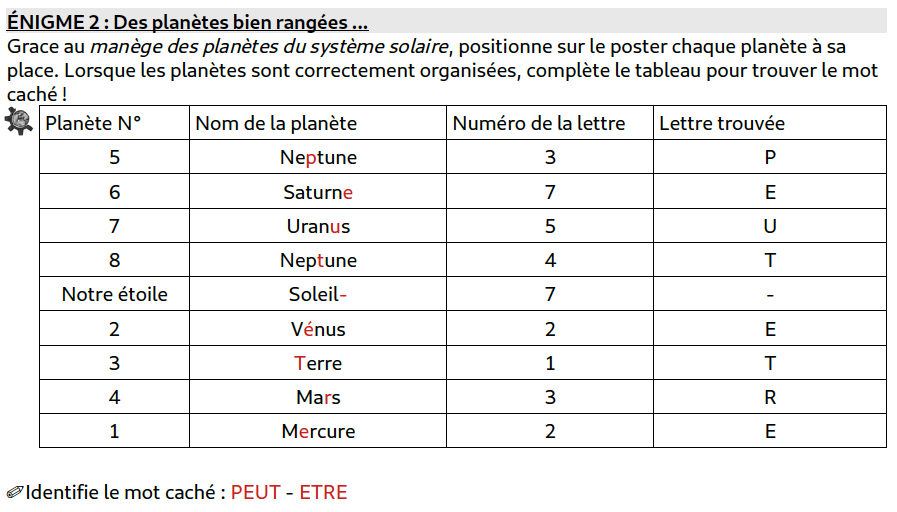 ÉNIGME 2 : Des planètes bien rangées ...
Grace au manège des planètes du système solaire, positionne sur le poster chaque planète à sa
place. Lorsque les planètes sont correctement organisées, complète le tableau pour trouver le mot
caché !
Planète N° Nom de la planète Numéro de la lettre Lettre trouvée
5 Neptune 3 P
6 Saturne 7 E
7 Uranus 5 U
8 Neptune 4 T
Notre étoile Soleil- 7 -
2 Vénus 2 E
3 Terre 1 T
4 Mars 3 R
1 Mercure 2 E
Identifie le mot caché : PEUT - ETRE